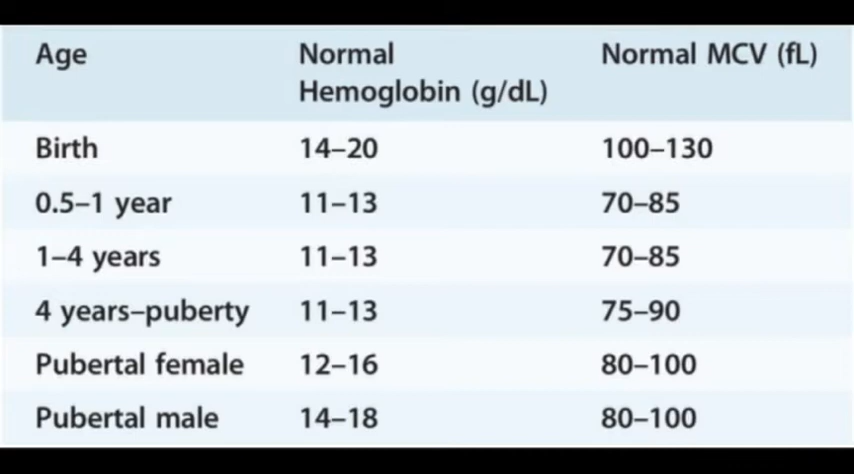 Age Normal Hemoglobin (g/dL) Normal MCV (fL)
Birth 14–20 100–130
0.5–1 year 11–13 70–85
1–4 years 11–13 70–85
4 years–puberty 11–13 75–90
Pubertal female 12–16 80–100
Pubertal male 14–18 80–100